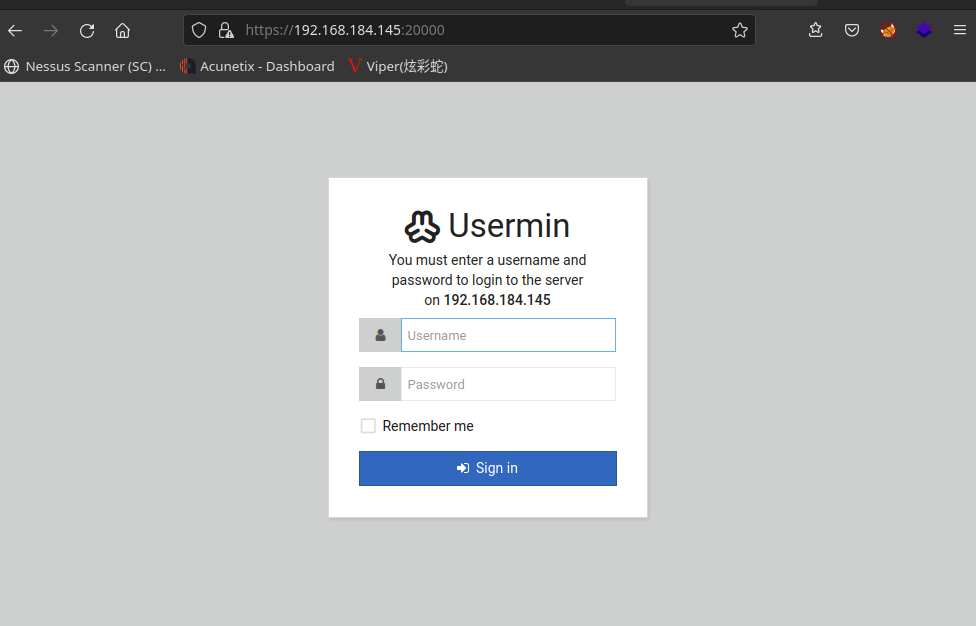 https://192.168.184.145:20000
Nessus Scanner (SC) ... Acunetix - Dashboard Viper(炫彩蛇)
Usermin
You must enter a username and
password to login to the server
on 192.168.184.145
Username
Password
Remember me
Sign in